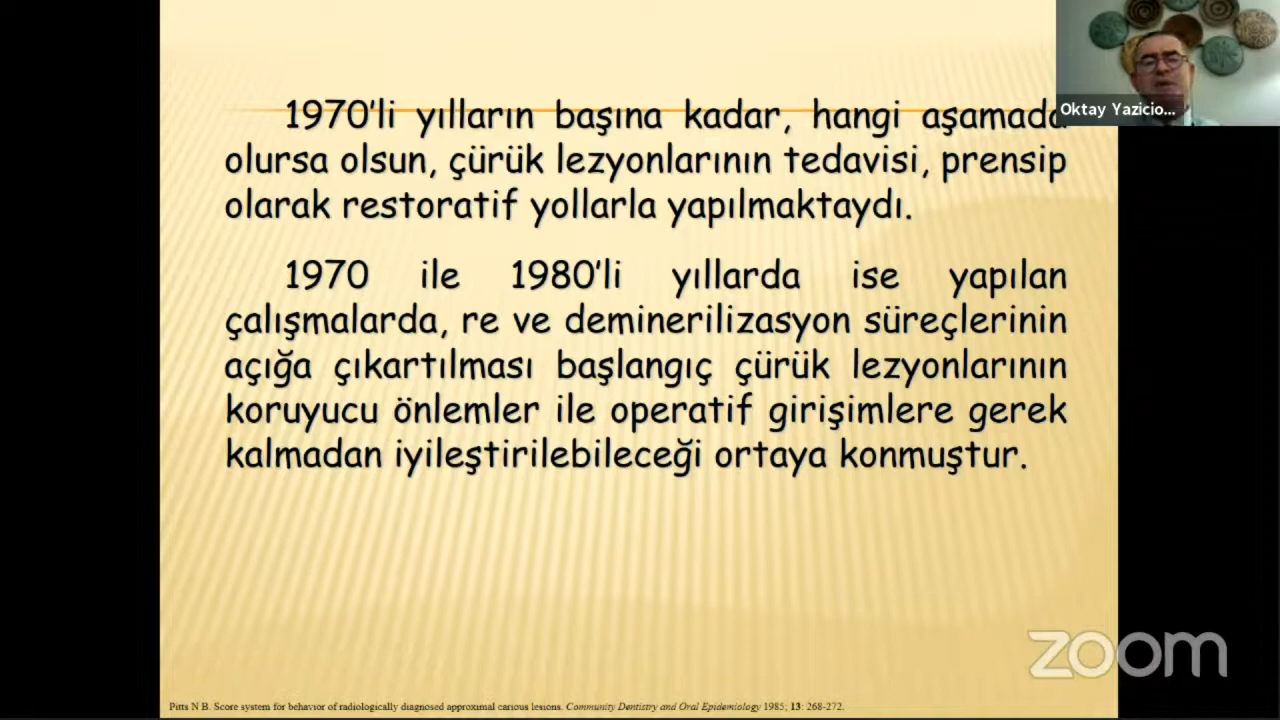 1970'li yılların başına kadar, hangi aşamada
olursa olsun, çürük lezyonlarının tedavisi, prensip
olarak restoratif yollarla yapılmaktaydı.
1970 ile 1980'li yıllarda ise yapılan
çalışmalarda, re ve deminerilizasyon süreçlerinin
açığa çıkartılması başlangıç çürük lezyonlarının
koruyucu önlemler ile operatif girişimlere gerek
kalmadan iyileştirilebileceği ortaya konmuştur.
Pitts N B. Score system for behavior of radiologically diagnosed approximal carious lesions. Community Dentistry and Oral Epidemiology 1985; 13: 268-272.
Oktay Yazicio...
zoom